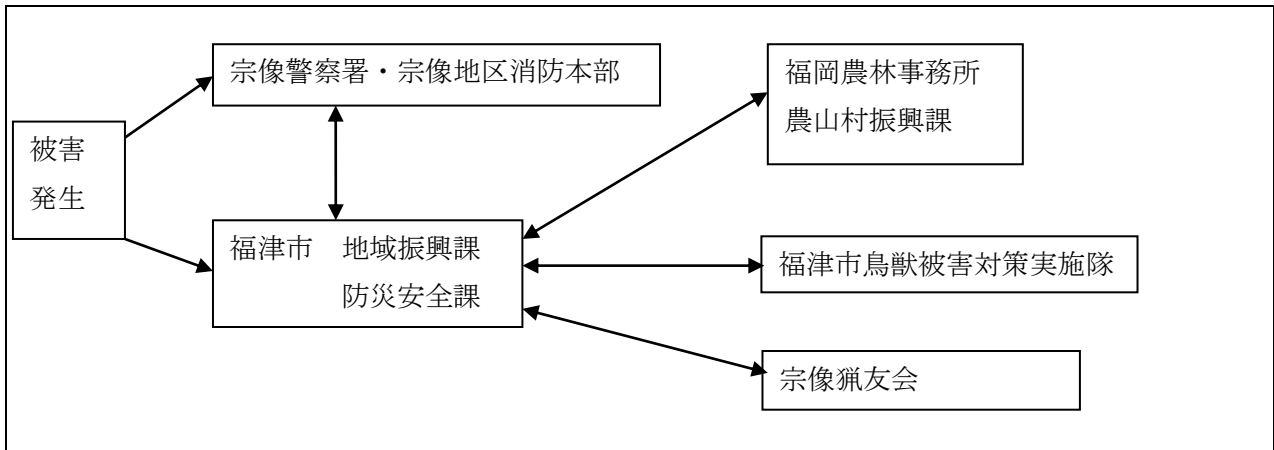 宗像警察署・宗像地区消防本部
福岡農林事務所
農山村振興課
被害
発生
福津市　地域振興課
防災安全課
福津市鳥獣被害対策実施隊
宗像猟友会